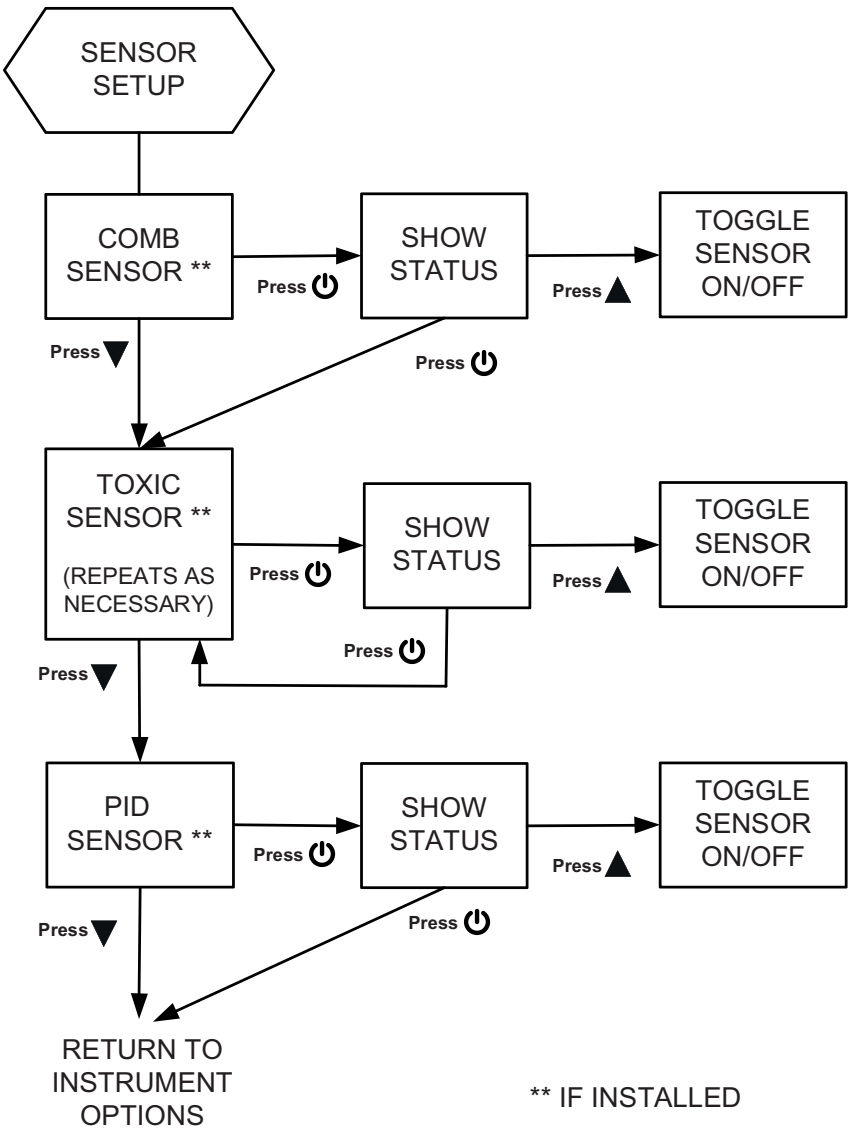 SENSOR
SETUP
COMB
SENSOR **
Press
SHOW
STATUS
Press
TOGGLE
SENSOR
ON/OFF
Press
Press
TOXIC
SENSOR **
(REPEATS AS
NECESSARY)
Press
SHOW
STATUS
Press
TOGGLE
SENSOR
ON/OFF
Press
Press
PID
SENSOR **
Press
SHOW
STATUS
Press
TOGGLE
SENSOR
ON/OFF
Press
Press
RETURN TO
INSTRUMENT
OPTIONS
** IF INSTALLED